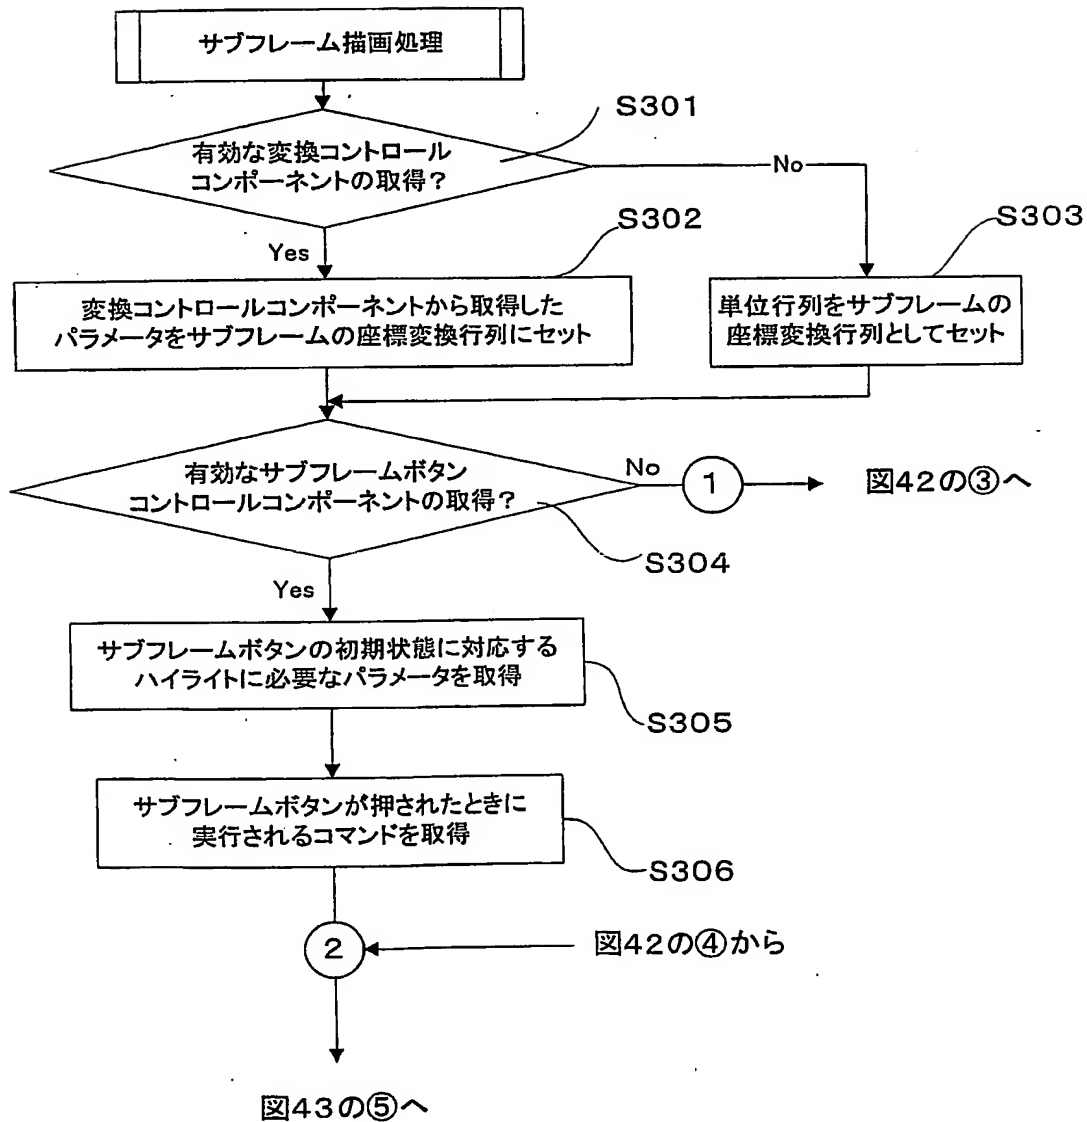 サブフレーム描画処理
S301
有効な変換コントロール
コンポーネントの取得?
No
S302
S303
Yes
変換コントロールコンポーネントから取得した
パラメータをサブフレームの座標変換行列にセット
単位行列をサブフレームの
座標変換行列としてセット
有効なサブフレームボタン
コントロールコンポーネントの取得?
No
1
図42の③へ
S304
Yes
サブフレームボタンの初期状態に対応する
ハイライトに必要なパラメータを取得
S305
サブフレームボタンが押されたときに
実行されるコマンドを取得
S306
2
図42の④から
図43の⑤へ